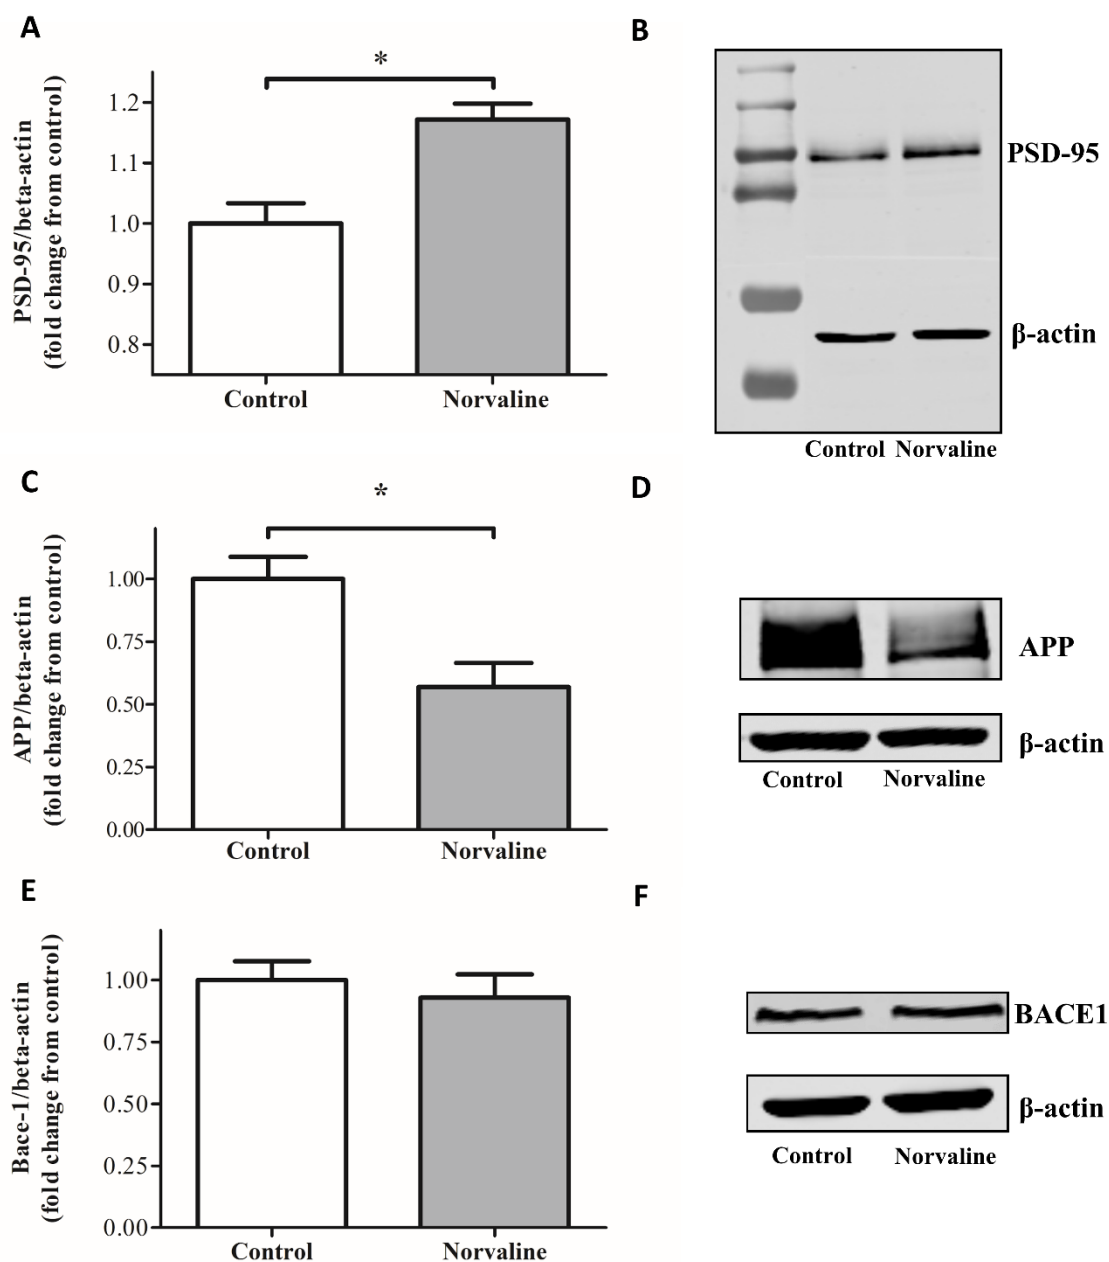 A
PSD-95/beta-actin
(fold change from control)
1.2
1.1
1.0
0.9
0.8
*
Control
Norvaline
B
PSD-95
β-actin
Control Norvaline
C
APP/beta-actin
(fold change from control)
1.00
0.75
0.50
0.25
0.00
*
Control
Norvaline
D
APP
β-actin
Control
Norvaline
E
Bace-1/beta-actin
(fold change from control)
1.00
0.75
0.50
0.25
0.00
Control
Norvaline
F
BACE1
β-actin
Control
Norvaline